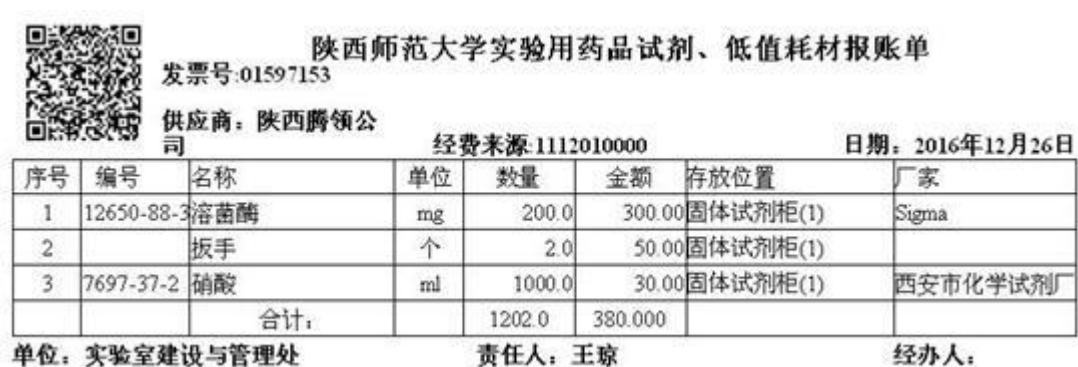 陕西师范大学实验用药品试剂、低值耗材报账单
发票号:01597153
供应商：陕西腾领公
司
经费来源:1112010000 日期：2016年12月26日
序号 编号 名称 单位 数量 金额 存放位置 厂家
1 12650-88-3 溶菌酶 mg 200.0 300.00 固体试剂柜(1) Sigma
2 扳手 个 2.0 50.00 固体试剂柜(1)
3 7697-37-2 硝酸 ml 1000.0 30.00 固体试剂柜(1) 西安市化学试剂厂
合计： 1202.0 380.000
单位：实验室建设与管理处 责任人：王琼 经办人：